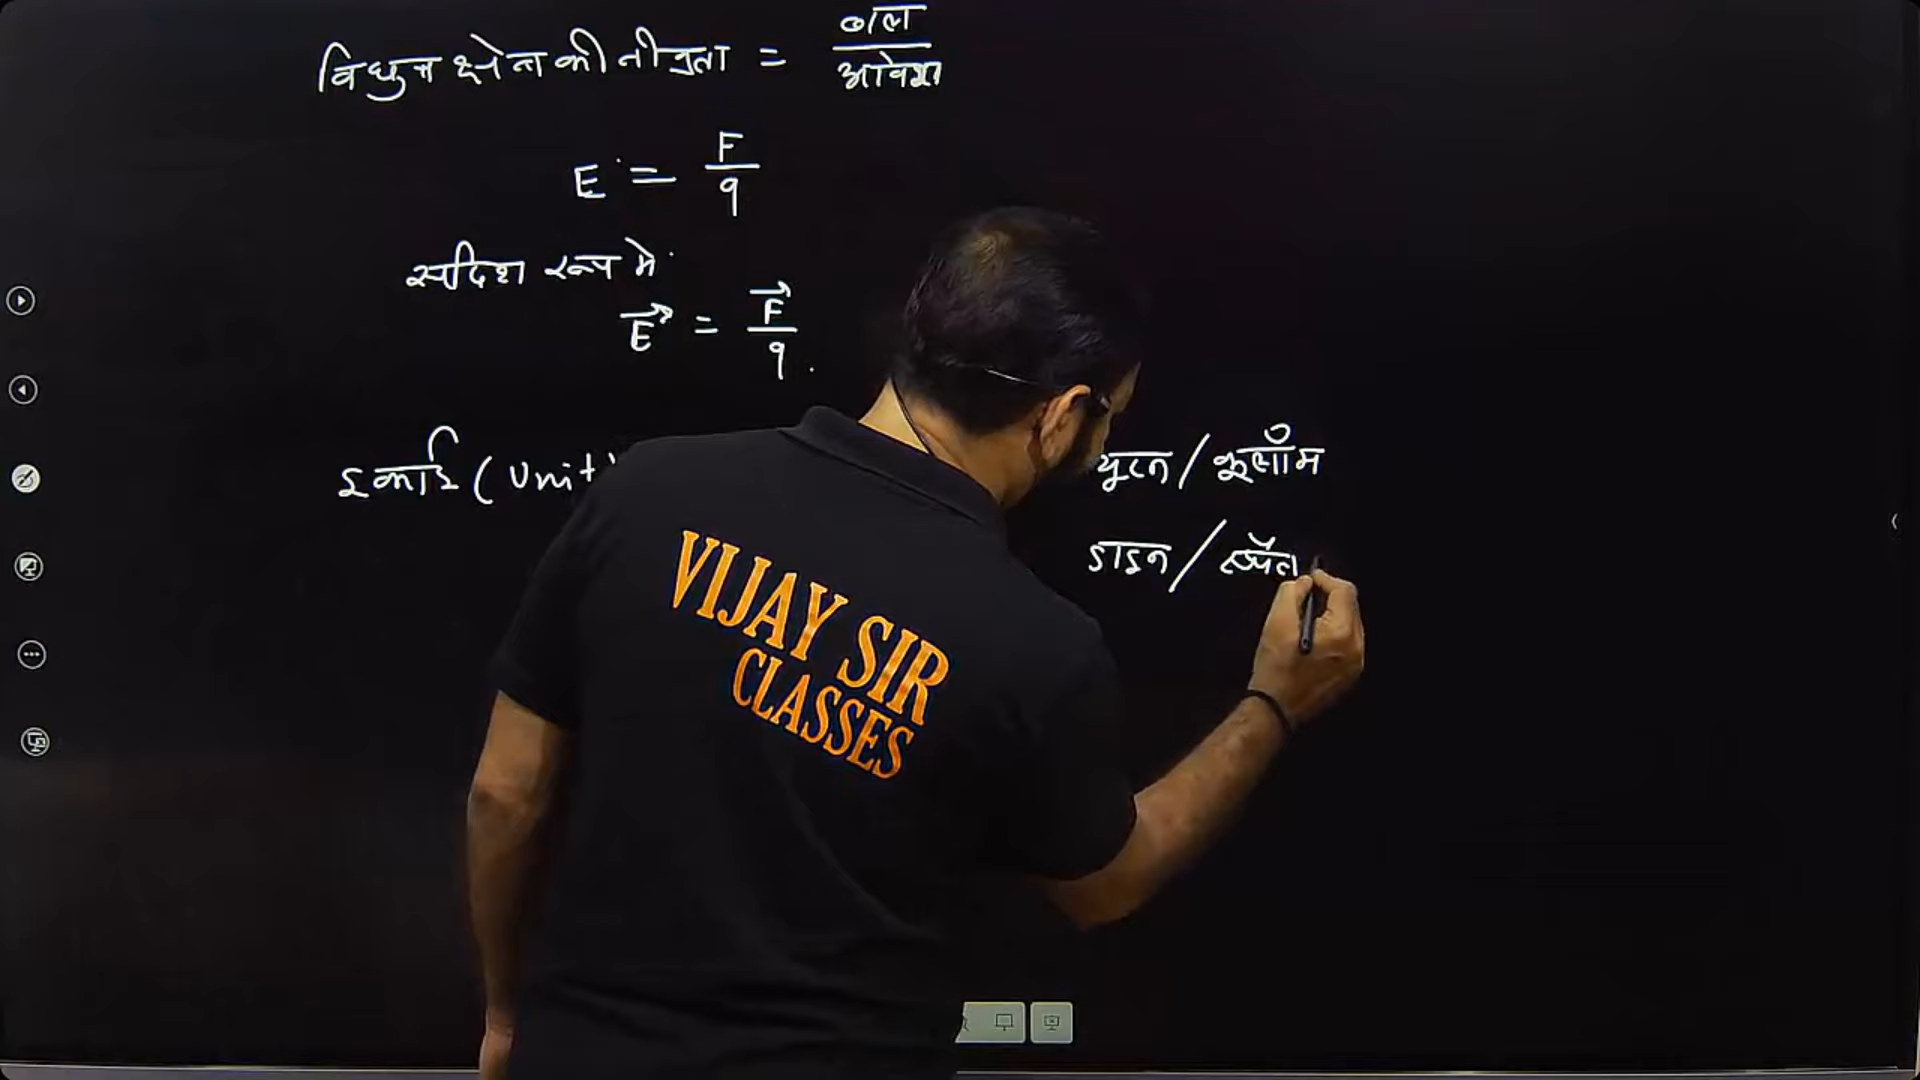 विधुत क्षेत्र की तीव्रता = बल / आवेश
E = F / q
सदिश रूप में
E⃗ = F⃗ / q
इकाई (Unit)
न्यूटन / कूलॉम
डाइन /
VIJAY SIR
CLASSES